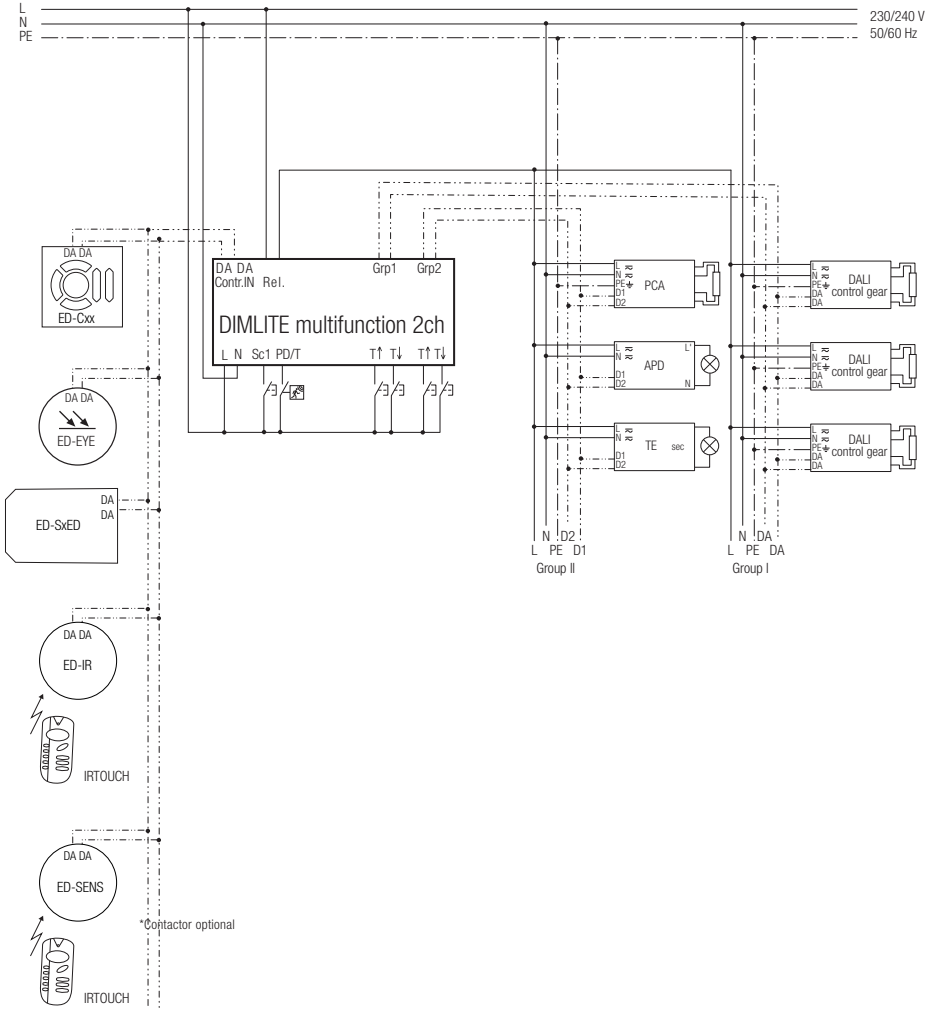 L
N
PE
230/240 V
50/60 Hz
DA DA
ED-Cxx
DA DA
Contr.IN Rel.
Grp1 Grp2
DIMLITE multifunction 2ch
L N Sc1 PD/T
T↑ T↓ T↑ T↓
DA DA
ED-EYE
DA
DA
ED-SxED
DA DA
ED-IR
IRTOUCH
DA DA
ED-SENS
*Contactor optional
IRTOUCH
L
N
PE
D1
D2
PCA
L
N
D1
D2
APD
L'
N
L
N
D1
D2
TE sec
N D2
L PE D1
Group II
L
N
PE
DA
DA
DALI
control gear
L
N
PE
DA
DA
DALI
control gear
L
N
PE
DA
DA
DALI
control gear
N DA
L PE DA
Group I